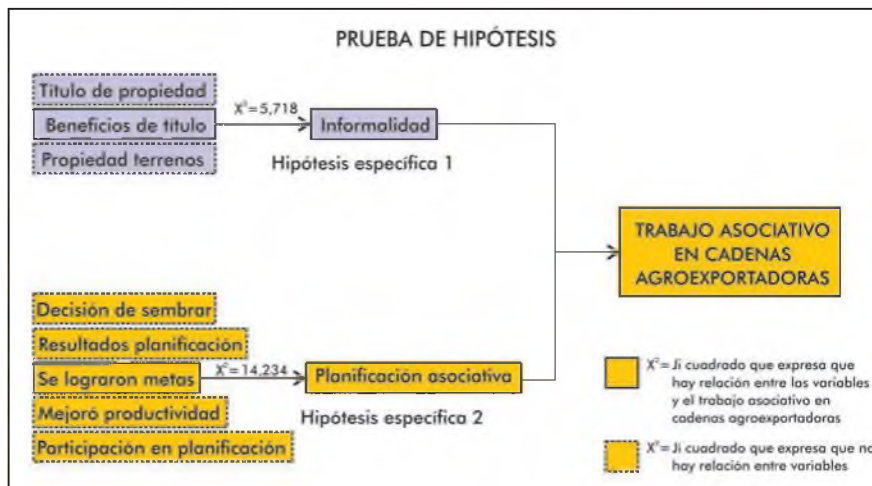 PRUEBA DE HIPÓTESIS
Título de propiedad
Beneficios de título
Propiedad terrenos
X²=5,718
Informalidad
Hipótesis específica 1
TRABAJO ASOCIATIVO
EN CADENAS
AGROEXPORTADORAS
Decisión de sembrar
Resultados planificación
Se lograron metas
Mejoró productividad
Participación en planificación
X²=14,234
Planificación asociativa
Hipótesis específica 2
X²= Ji cuadrado que expresa que
hay relación entre las variables
y el trabajo asociativo en
cadenas agroexportadoras
X²= Ji cuadrado que expresa que no
hay relación entre variables